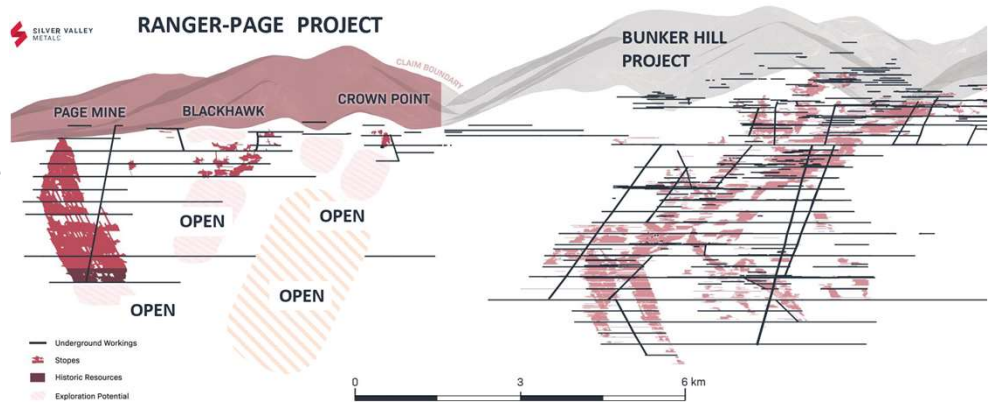 SILVER VALLEY
METALS
RANGER-PAGE PROJECT
BUNKER HILL
PROJECT
CLAIM BOUNDARY
PAGE MINE
BLACKHAWK
CROWN POINT
OPEN
OPEN
OPEN
OPEN
Underground Workings
Stopes
Historic Resources
Exploration Potential
0 3 6 km